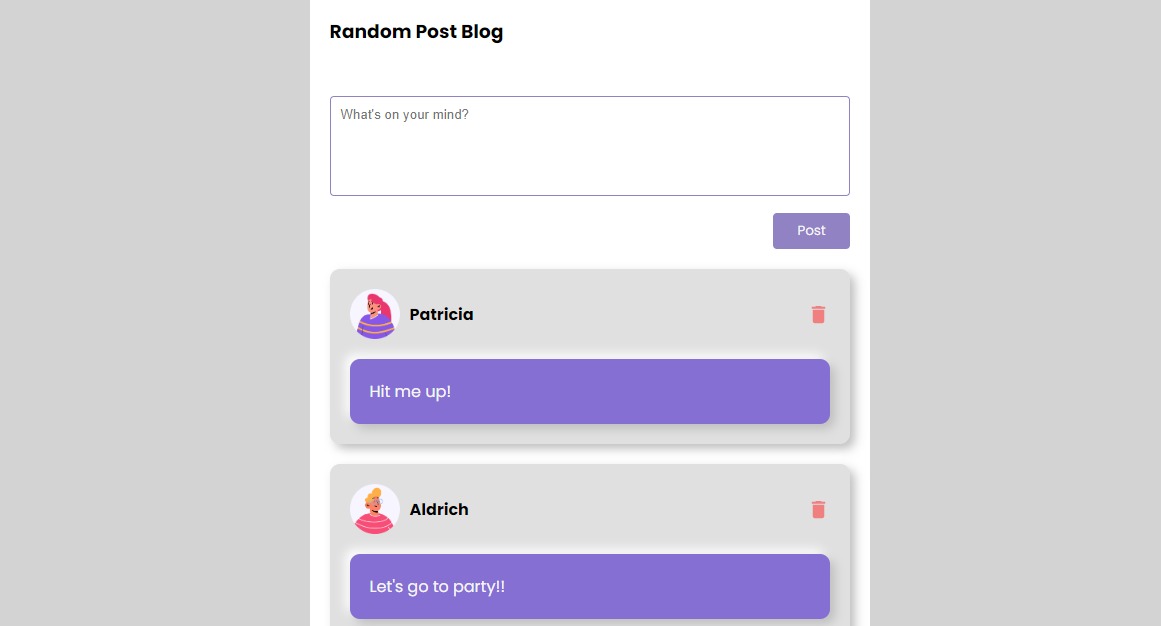 Random Post Blog
What's on your mind?
Post
Patricia
Hit me up!
Aldrich
Let's go to party!!